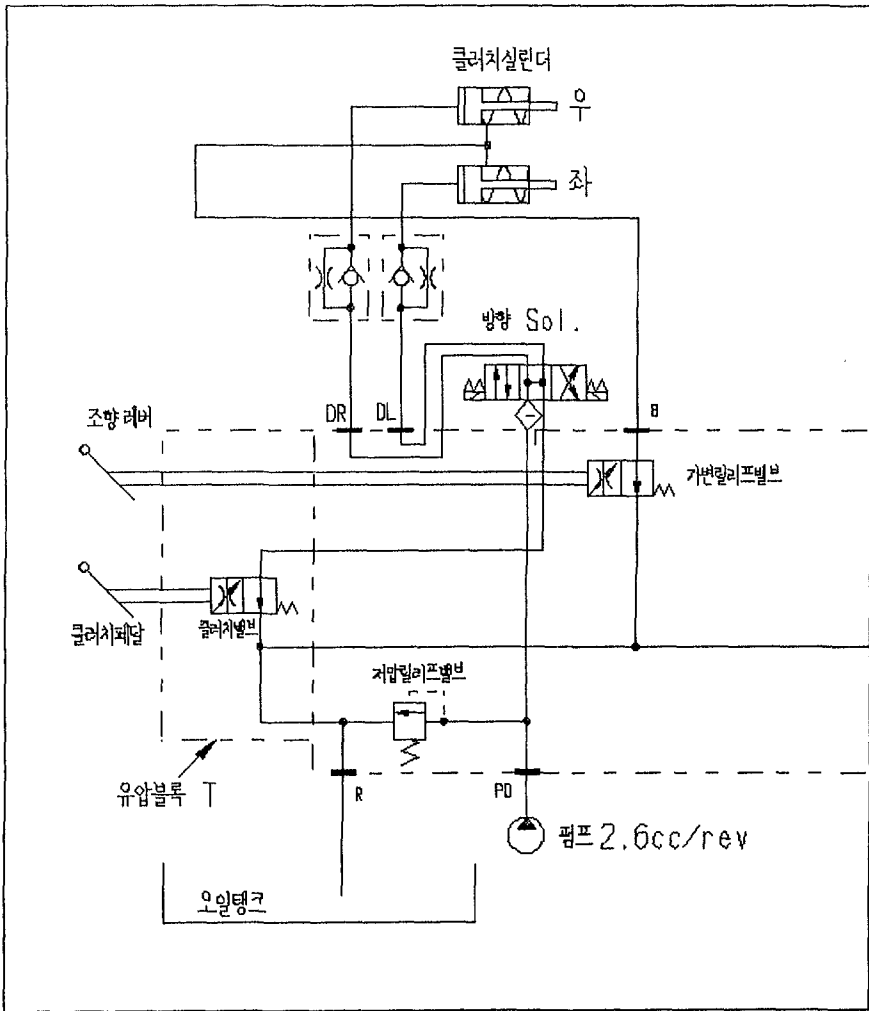 클러치실린더
우
좌
방향 Sol.
DR
DL
T
B
조향 레버
가변릴리프밸브
클러치페달
클러치밸브
저압릴리프밸브
유압블록 T
R
PD
펌프 2.6cc/rev
오일탱크